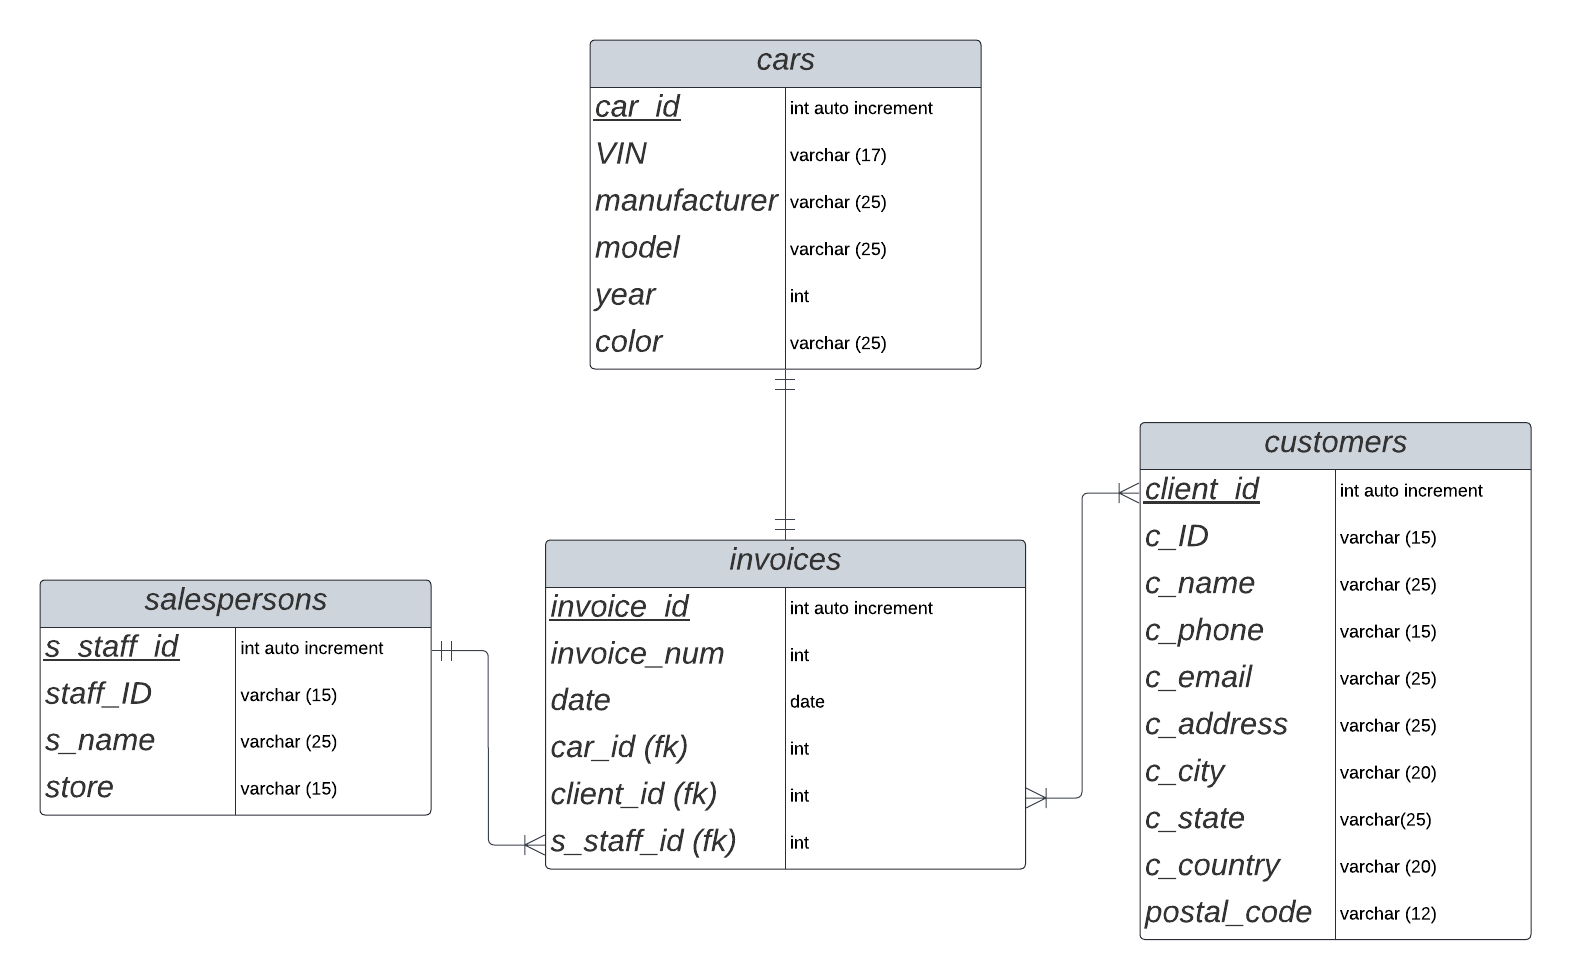 cars
car_id int auto increment
VIN varchar (17)
manufacturer varchar (25)
model varchar (25)
year int
color varchar (25)
customers
client_id int auto increment
c_ID varchar (15)
c_name varchar (25)
c_phone varchar (15)
c_email varchar (25)
c_address varchar (25)
c_city varchar (20)
c_state varchar(25)
c_country varchar (20)
postal_code varchar (12)
invoices
invoice_id int auto increment
invoice_num int
date date
car_id (fk) int
client_id (fk) int
s_staff_id (fk) int
salespersons
s_staff_id int auto increment
staff_ID varchar (15)
s_name varchar (25)
store varchar (15)